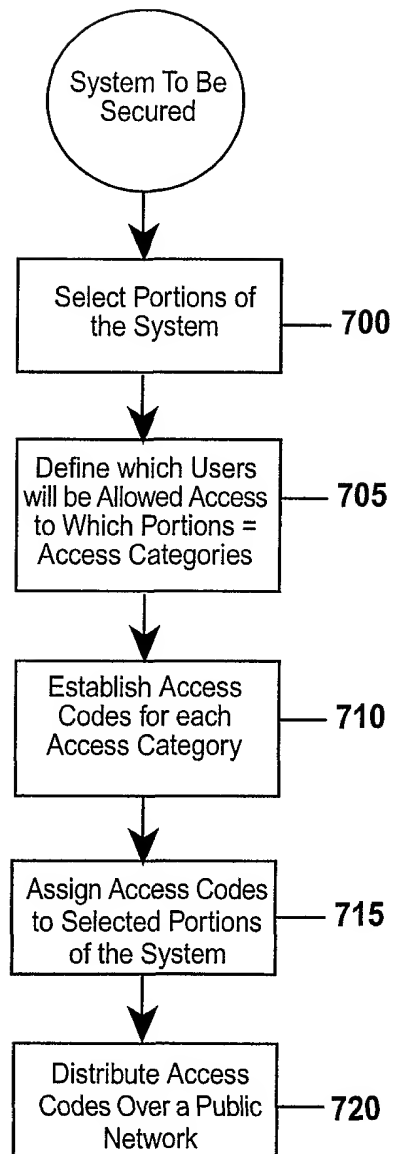 System To Be
Secured
Select Portions of
the System
700
Define which Users
will be Allowed Access
to Which Portions =
Access Categories
705
Establish Access
Codes for each
Access Category
710
Assign Access Codes
to Selected Portions
of the System
715
Distribute Access
Codes Over a Public
Network
720